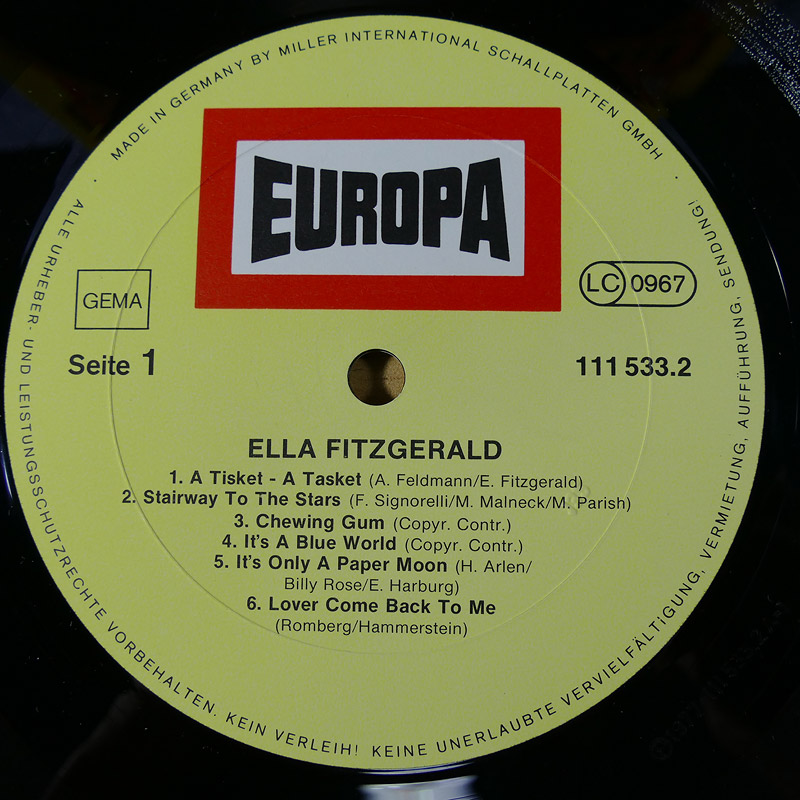 MADE IN GERMANY BY MILLER INTERNATIONAL SCHALLPLATTEN GMBH
EUROPA
GEMA
LC 0967
Seite 1
111 533.2
ELLA FITZGERALD
1. A Tisket - A Tasket (A. Feldmann/E. Fitzgerald)
2. Stairway To The Stars (F. Signorelli/M. Malneck/M. Parish)
3. Chewing Gum (Copyr. Contr.)
4. It's A Blue World (Copyr. Contr.)
5. It's Only A Paper Moon (H. Arlen/
Billy Rose/E. Harburg)
6. Lover Come Back To Me
(Romberg/Hammerstein)
ALLE URHEBER- UND LEISTUNGSSCHUTZRECHTE VORBEHALTEN. KEIN VERLEIH! KEINE UNERLAUBTE VERVIELFÄLTiGUNG, VERMIETUNG, AUFFÜHRUNG, SENDUNG!